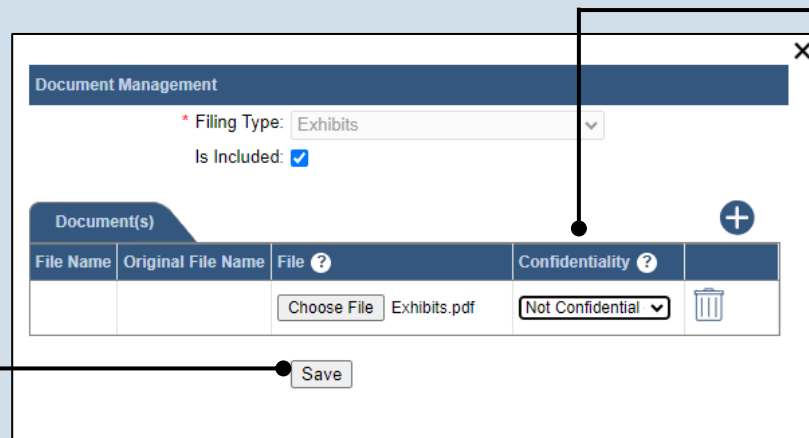 Document Management
* Filing Type: Exhibits
Is Included:
Document(s)
File Name Original File Name File ? Confidentiality ?
Choose File Exhibits.pdf Not Confidential
Save